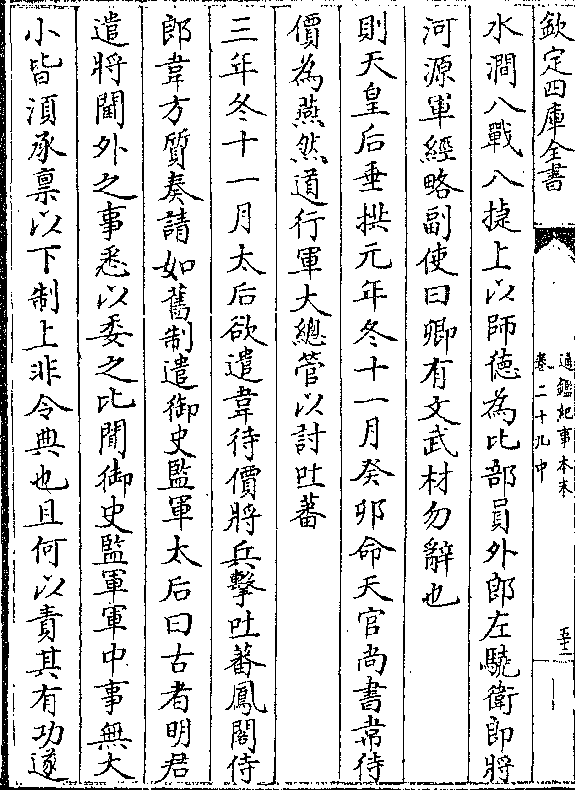 欽定四庫全書
通鑑紀事本末
卷二十九中
水澗八戰八捷上以師德為比部員外郎左驍衛郎將
河源軍經略副使曰卿有文武材勿辭也
則天皇后垂拱元年冬十一月癸卯命天官尚書韋待
價為燕然道行軍大總管以討吐蕃
三年冬十一月太后欲遣韋待價將兵擊吐蕃鳳閣侍
郎韋方質奏請如舊制遣御史監軍太后曰古者明君
遣將閫外之事悉以委之比聞御史監軍軍中事無大
小皆須承禀以下制上非令典也且何以責其有功遂